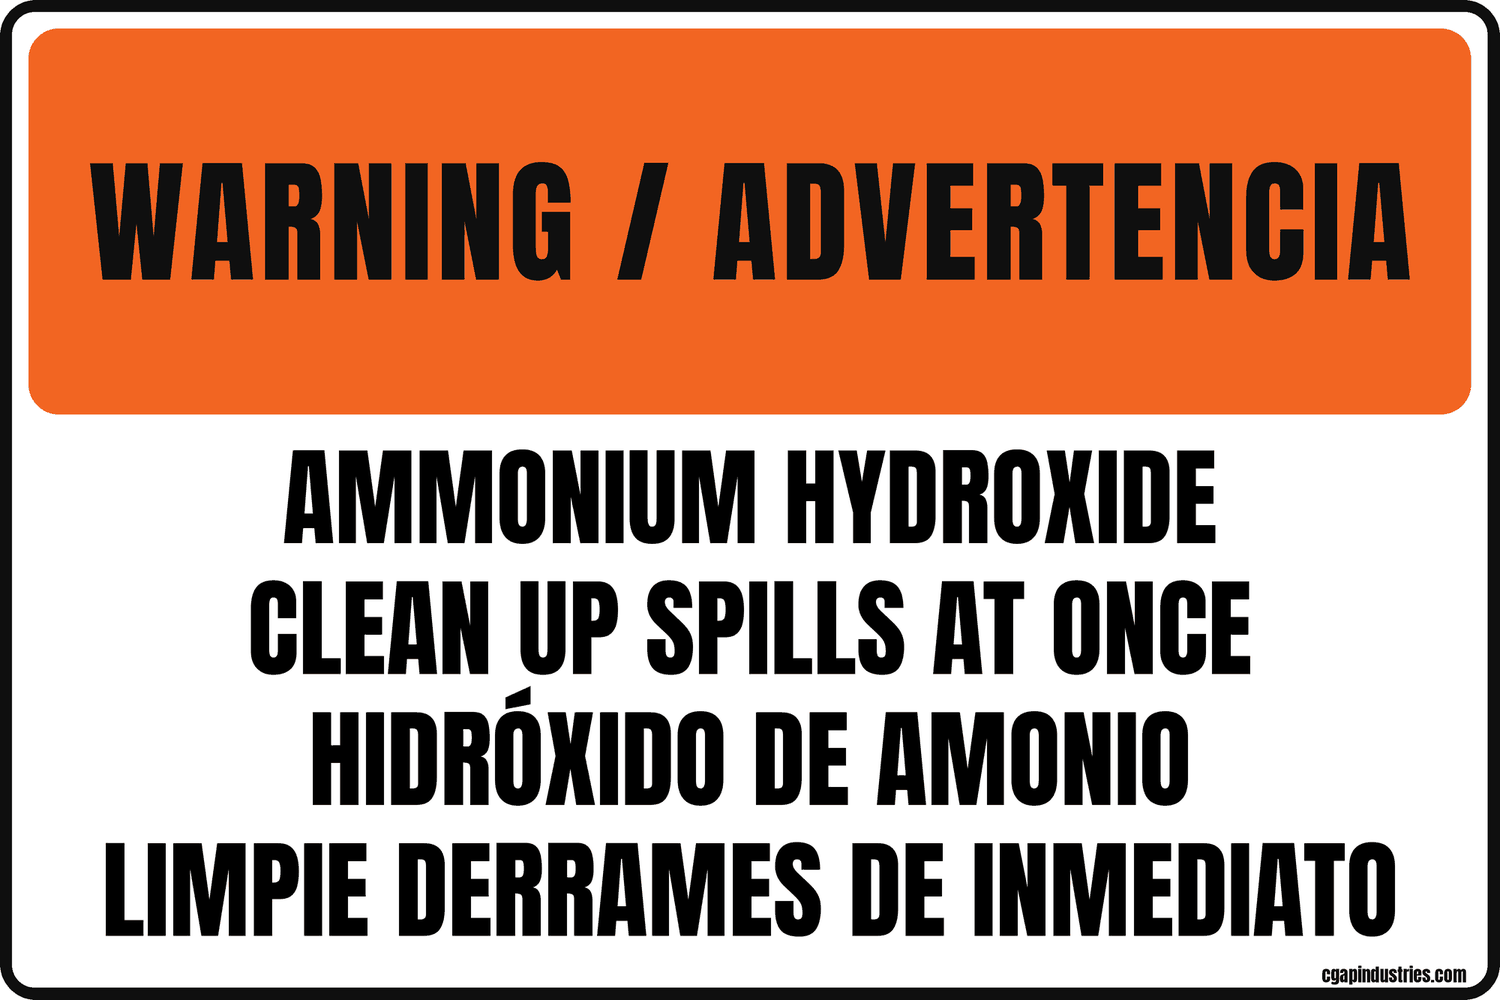 WARNING / ADVERTENCIA
AMMONIUM HYDROXIDE
CLEAN UP SPILLS AT ONCE
HIDRÓXIDO DE AMONIO
LIMPIE DERRAMES DE INMEDIATO
cgapindustries.com